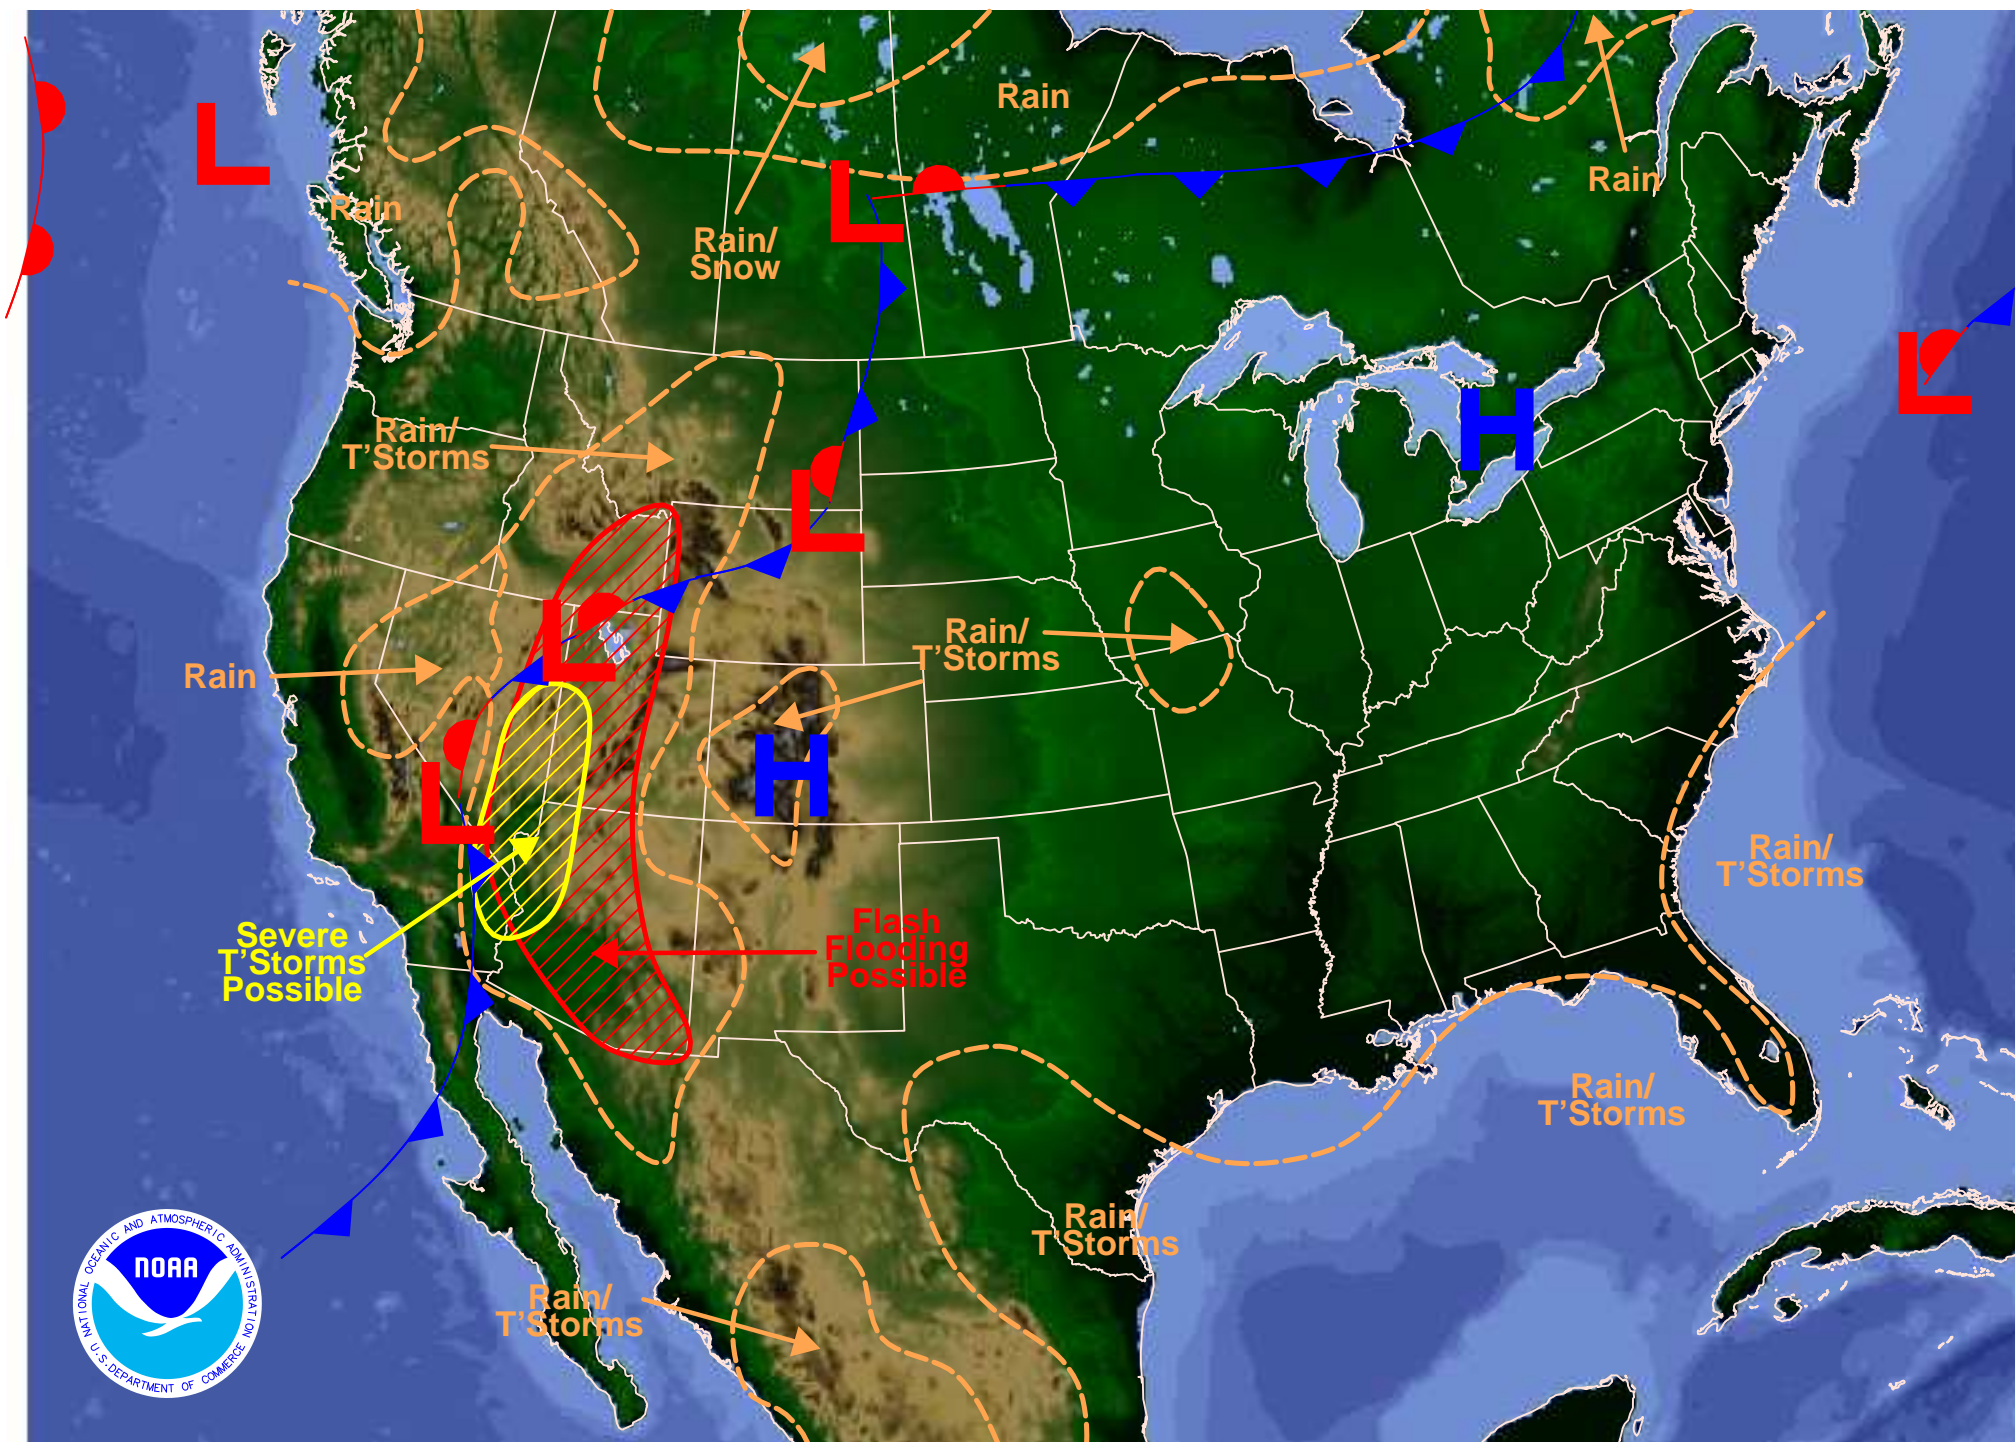 Rain
Rain
Rain
Rain/
Snow
Rain/
T'Storms
Rain
Rain/
T'Storms
Severe
T'Storms
Possible
Flash
Flooding
Possible
Rain/
T'Storms
Rain/
T'Storms
Rain/
T'Storms
Rain/
T'Storms
L
L
L
L
L
L
H
H
NOAA
NATIONAL OCEANIC AND ATMOSPHERIC ADMINISTRATION
U.S. DEPARTMENT OF COMMERCE